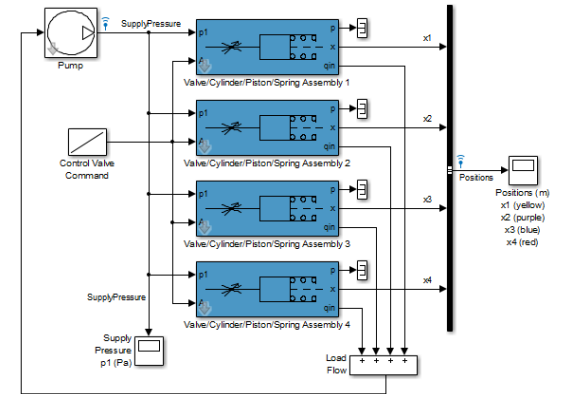 SupplyPressure
Pump
p1
A
p
x
qin
x1
Valve/Cylinder/Piston/Spring Assembly 1
p1
A
p
x
qin
x2
Valve/Cylinder/Piston/Spring Assembly 2
Control Valve
Command
Positions
Positions (m)
x1 (yellow)
x2 (purple)
x3 (blue)
x4 (red)
p1
A
p
x
qin
x3
Valve/Cylinder/Piston/Spring Assembly 3
p1
A
p
x
qin
x4
SupplyPressure
Valve/Cylinder/Piston/Spring Assembly 4
Supply
Pressure
p1 (Pa)
Load
Flow
+ + + +